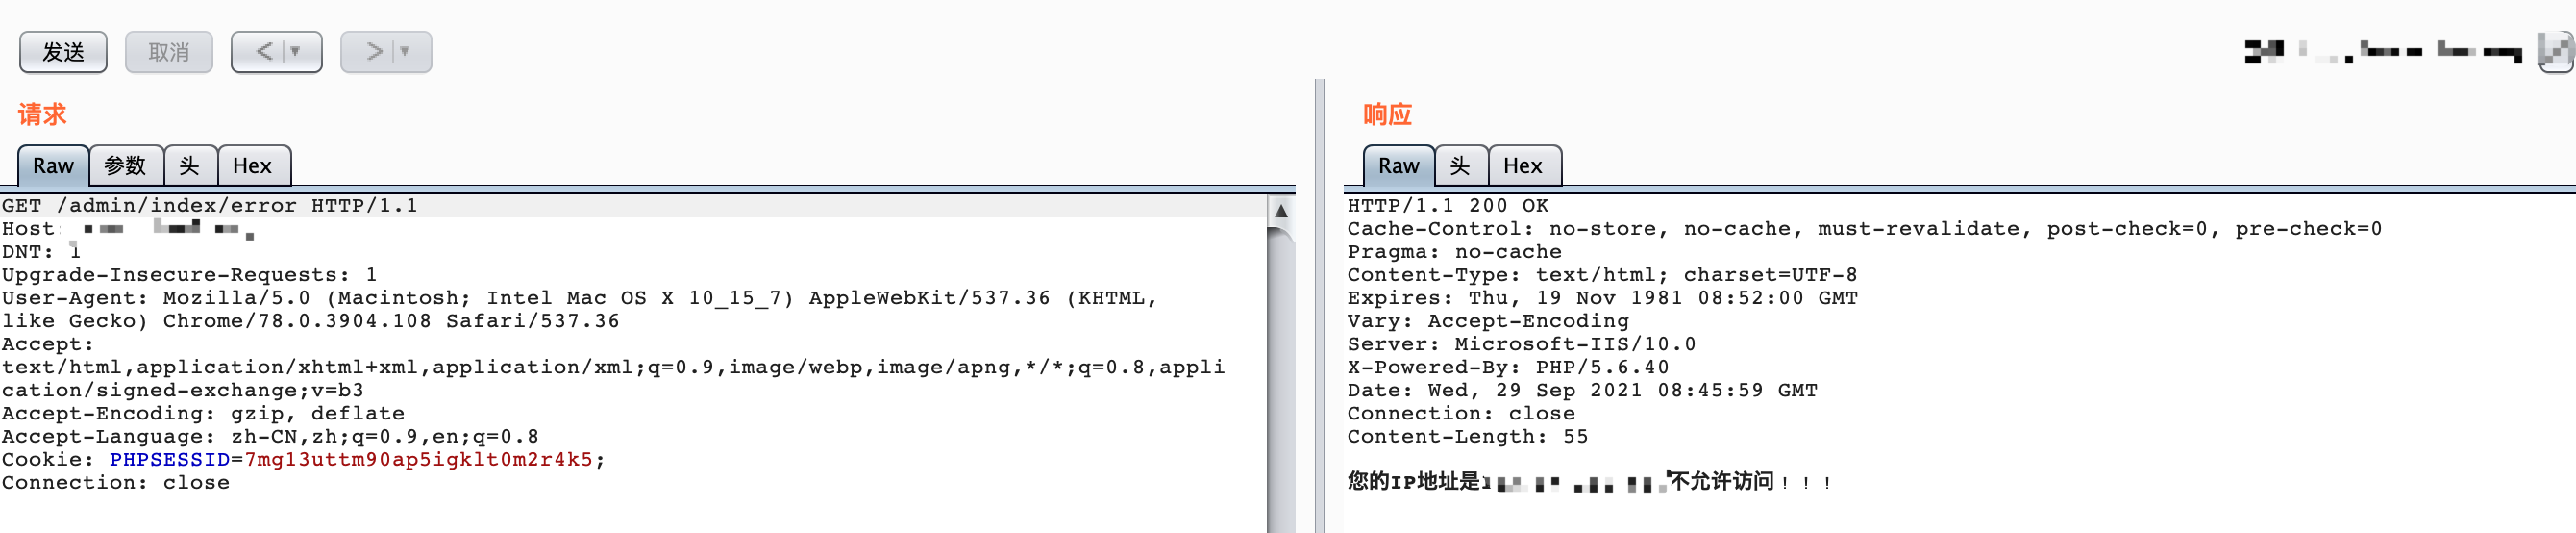 发送 取消 < ▼ > ▼
请求
Raw 参数 头 Hex
GET /admin/index/error HTTP/1.1
Host
DNT: 1
Upgrade-Insecure-Requests: 1
User-Agent: Mozilla/5.0 (Macintosh; Intel Mac OS X 10_15_7) AppleWebKit/537.36 (KHTML,
like Gecko) Chrome/78.0.3904.108 Safari/537.36
Accept:
text/html,application/xhtml+xml,application/xml;q=0.9,image/webp,image/apng,*/*;q=0.8,appli
cation/signed-exchange;v=b3
Accept-Encoding: gzip, deflate
Accept-Language: zh-CN,zh;q=0.9,en;q=0.8
Cookie: PHPSESSID=7mg13uttm90ap5igklt0m2r4k5;
Connection: close
响应
Raw 头 Hex
HTTP/1.1 200 OK
Cache-Control: no-store, no-cache, must-revalidate, post-check=0, pre-check=0
Pragma: no-cache
Content-Type: text/html; charset=UTF-8
Expires: Thu, 19 Nov 1981 08:52:00 GMT
Vary: Accept-Encoding
Server: Microsoft-IIS/10.0
X-Powered-By: PHP/5.6.40
Date: Wed, 29 Sep 2021 08:45:59 GMT
Connection: close
Content-Length: 55
您的IP地址是 不允许访问！！！